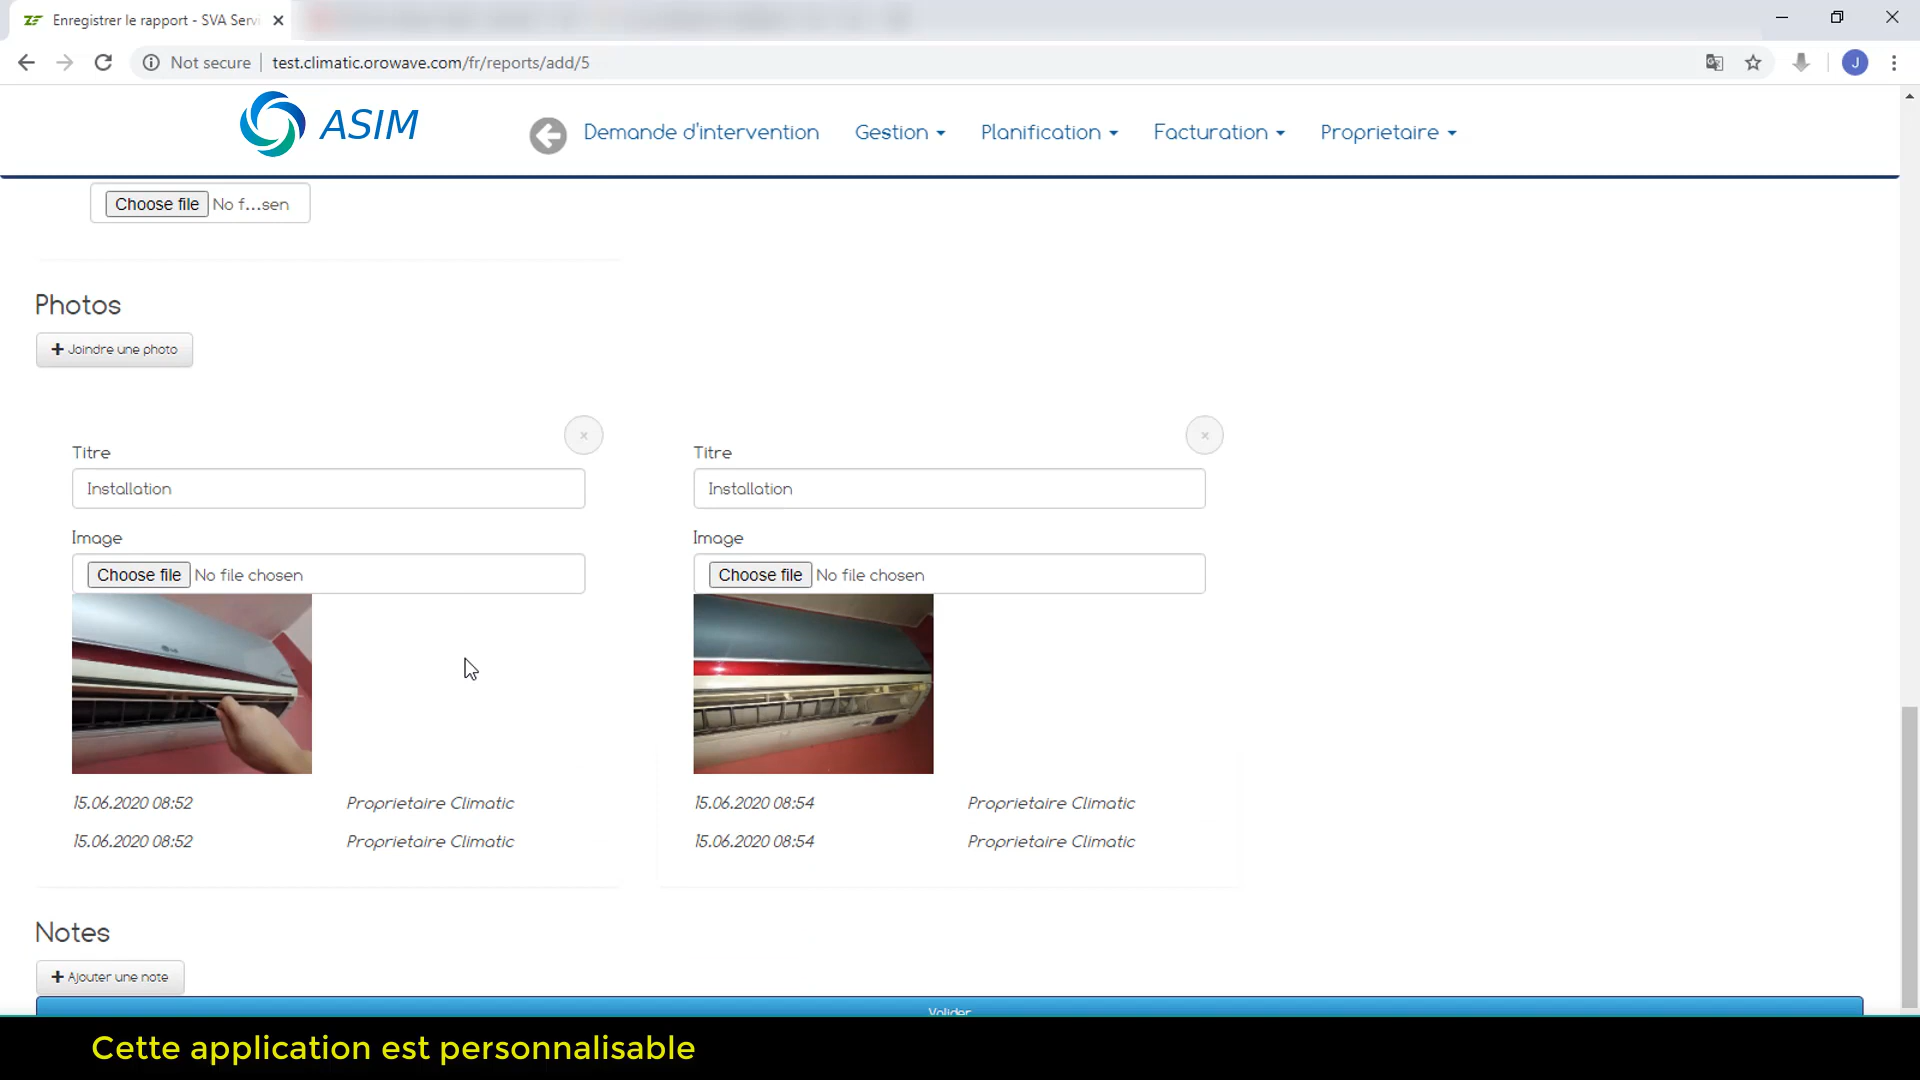 Enregistrer le rapport - SVA Servi
Not secure
test.climatic.orowave.com/fr/reports/add/5
J
ASIM
Demande d'intervention
Gestion
Planification
Facturation
Proprietaire
Choose file No f...sen
Photos
+ Joindre une photo
×
×
Titre
Titre
Installation
Installation
Image
Image
Choose file No file chosen
Choose file No file chosen
LG
15.06.2020 08:52
Proprietaire Climatic
15.06.2020 08:54
Proprietaire Climatic
15.06.2020 08:52
Proprietaire Climatic
15.06.2020 08:54
Proprietaire Climatic
Notes
+ Ajouter une note
Valider
Cette application est personnalisable